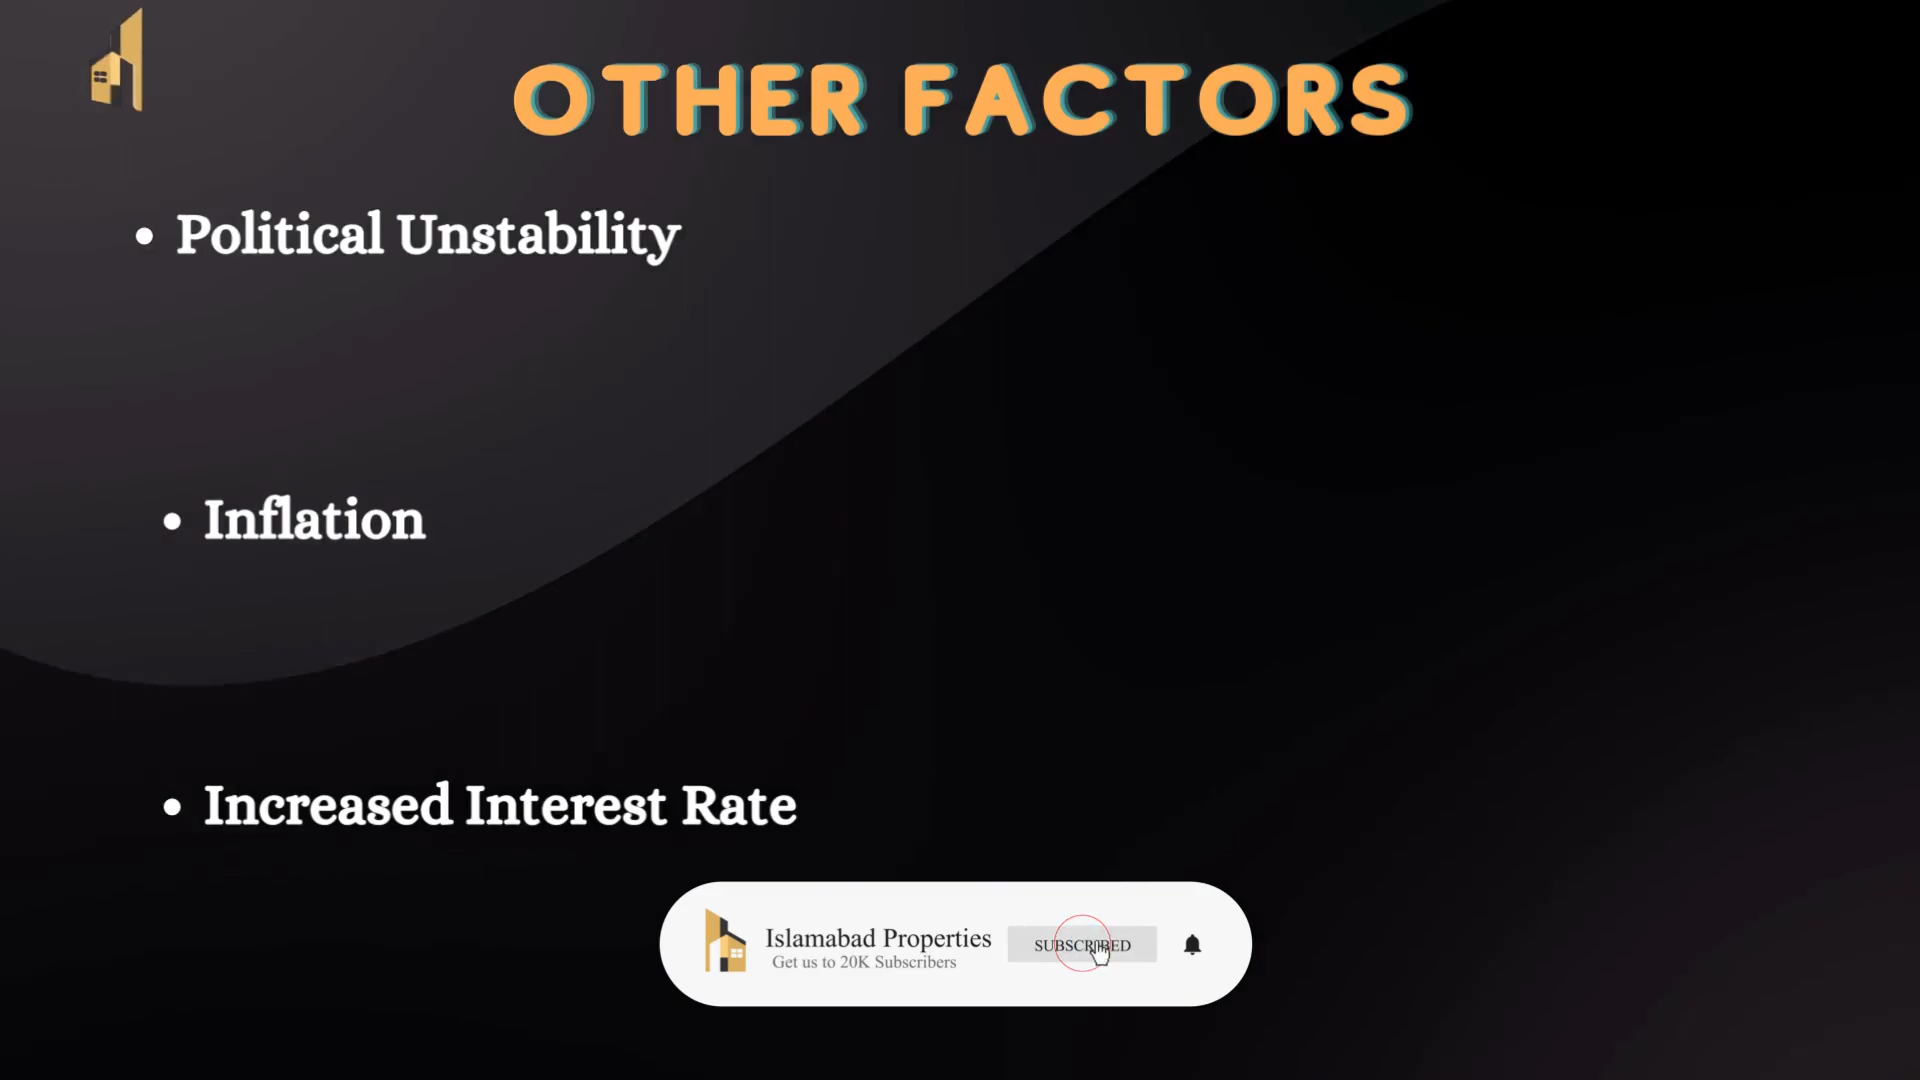 OTHER FACTORS
• Political Unstability
• Inflation
• Increased Interest Rate
Islamabad Properties
Get us to 20K Subscribers
SUBSCRIBED